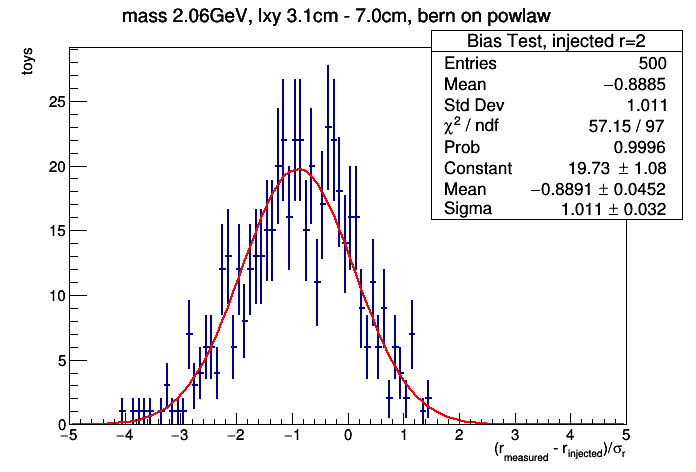 mass 2.06GeV, lxy 3.1cm - 7.0cm, bern on powlaw
Bias Test, injected r=2
Entries 500
Mean −0.8885
Std Dev 1.011
χ² / ndf 57.15 / 97
Prob 0.9996
Constant 19.73 ± 1.08
Mean −0.8891 ± 0.0452
Sigma 1.011 ± 0.032
toys
25
20
15
10
5
0
−5 −4 −3 −2 −1 0 1 2 3 4 5
(r_measured - r_injected)/σ_r